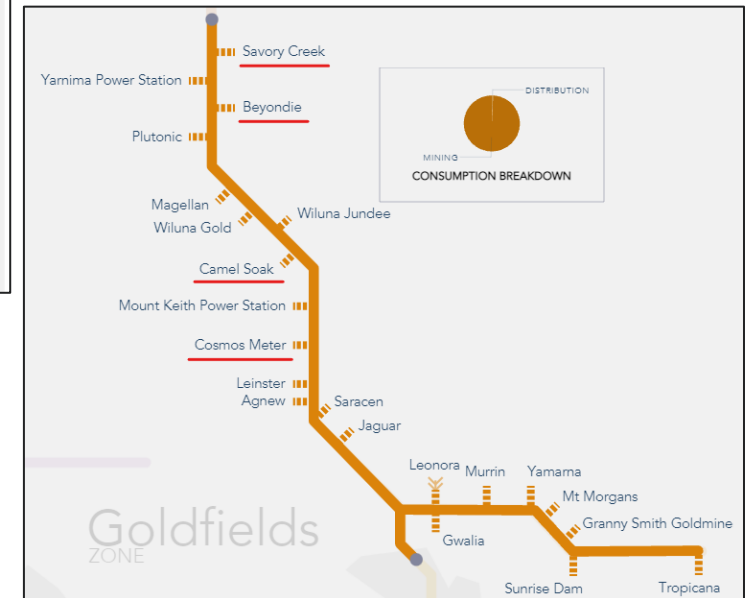 Savory Creek
Yarnima Power Station
Beyondie
Plutonic
DISTRIBUTION
MINING
CONSUMPTION BREAKDOWN
Magellan
Wiluna Gold
Wiluna Jundee
Camel Soak
Mount Keith Power Station
Cosmos Meter
Leinster
Agnew
Saracen
Jaguar
Leonora
Murrin
Yamarna
Mt Morgans
Granny Smith Goldmine
Gwalia
Goldfields
ZONE
Sunrise Dam
Tropicana